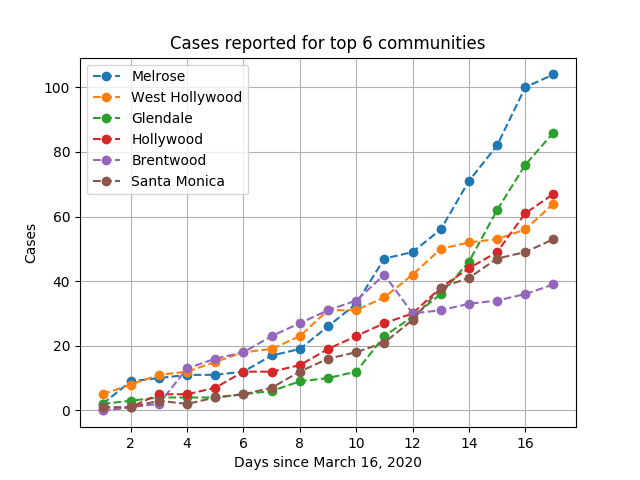 Cases reported for top 6 communities
Melrose
West Hollywood
Glendale
Hollywood
Brentwood
Santa Monica
100
80
60
40
20
0
Cases
2 4 6 8 10 12 14 16
Days since March 16, 2020